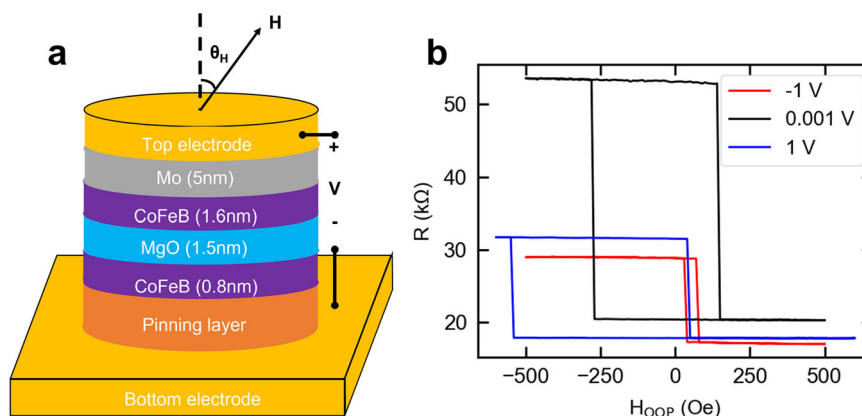 a
H
θH
Top electrode
+
Mo (5nm)
V
CoFeB (1.6nm)
-
MgO (1.5nm)
CoFeB (0.8nm)
Pinning layer
Bottom electrode
b
R (kΩ)
50
40
30
20
-1 V
0.001 V
1 V
−500
−250
0
250
500
HOOP (Oe)